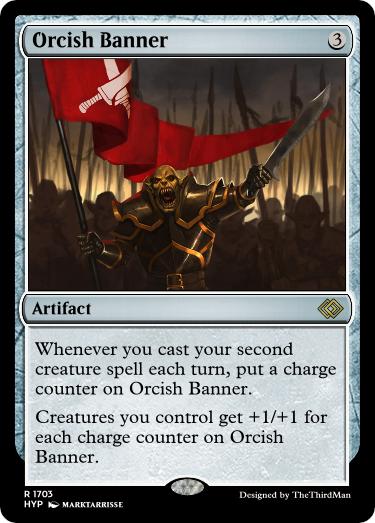 Orcish Banner 3
Artifact
Whenever you cast your second
creature spell each turn, put a charge
counter on Orcish Banner.
Creatures you control get +1/+1 for
each charge counter on Orcish
Banner.
R 1703
HYP MARKTARRISSE
Designed by TheThirdMan